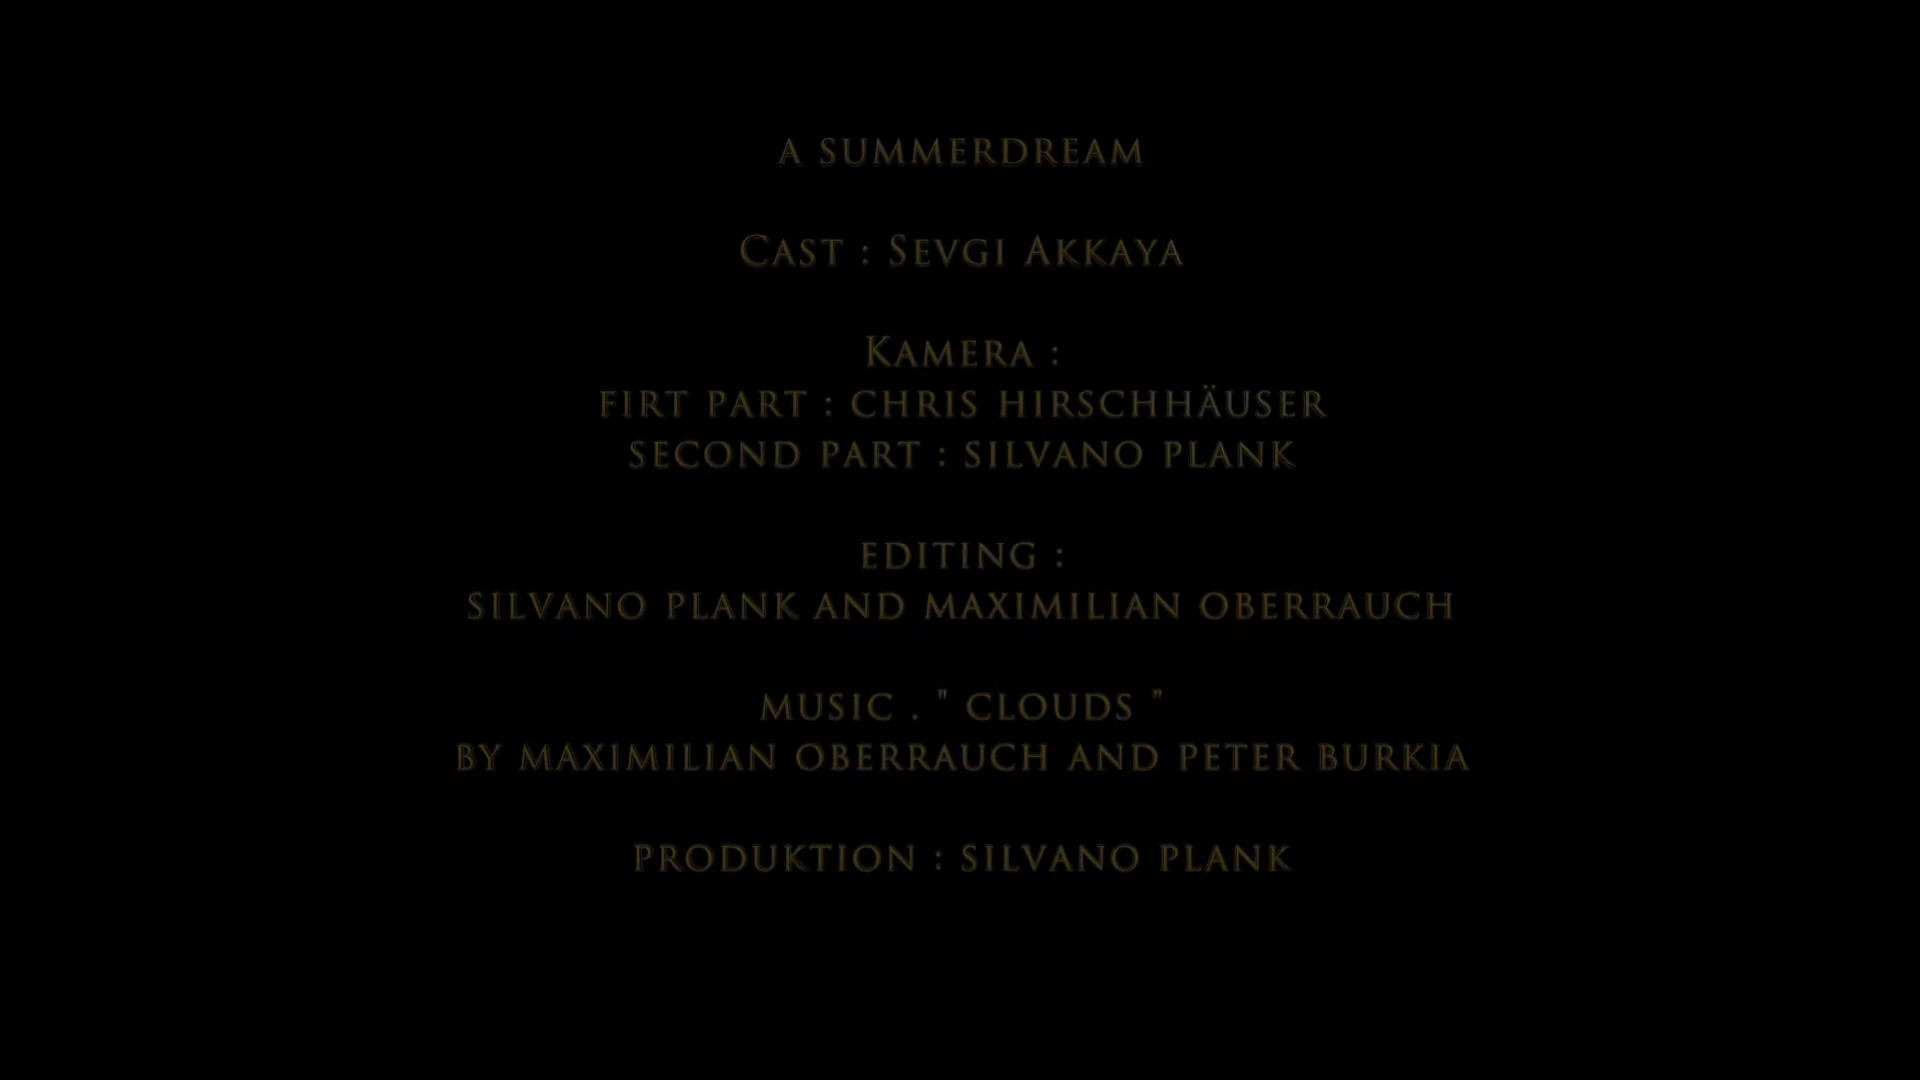 A SUMMERDREAM
CAST : SEVGI AKKAYA
KAMERA :
FIRT PART : CHRIS HIRSCHHÄUSER
SECOND PART : SILVANO PLANK
EDITING :
SILVANO PLANK AND MAXIMILIAN OBERRAUCH
MUSIC . " CLOUDS "
BY MAXIMILIAN OBERRAUCH AND PETER BURKIA
PRODUKTION : SILVANO PLANK